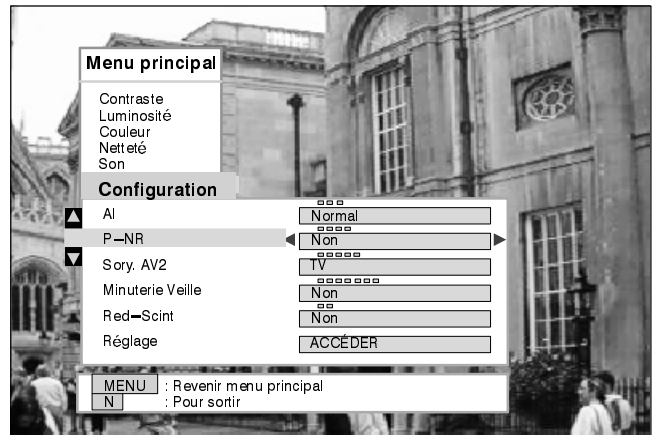 Menu principal
Contraste
Luminosité
Couleur
Netteté
Son
Configuration
AI Normal
P–NR Non
Sory. AV2 TV
Minuterie Veille Non
Red–Scint Non
Réglage ACCÉDER
MENU : Revenir menu principal
N : Pour sortir